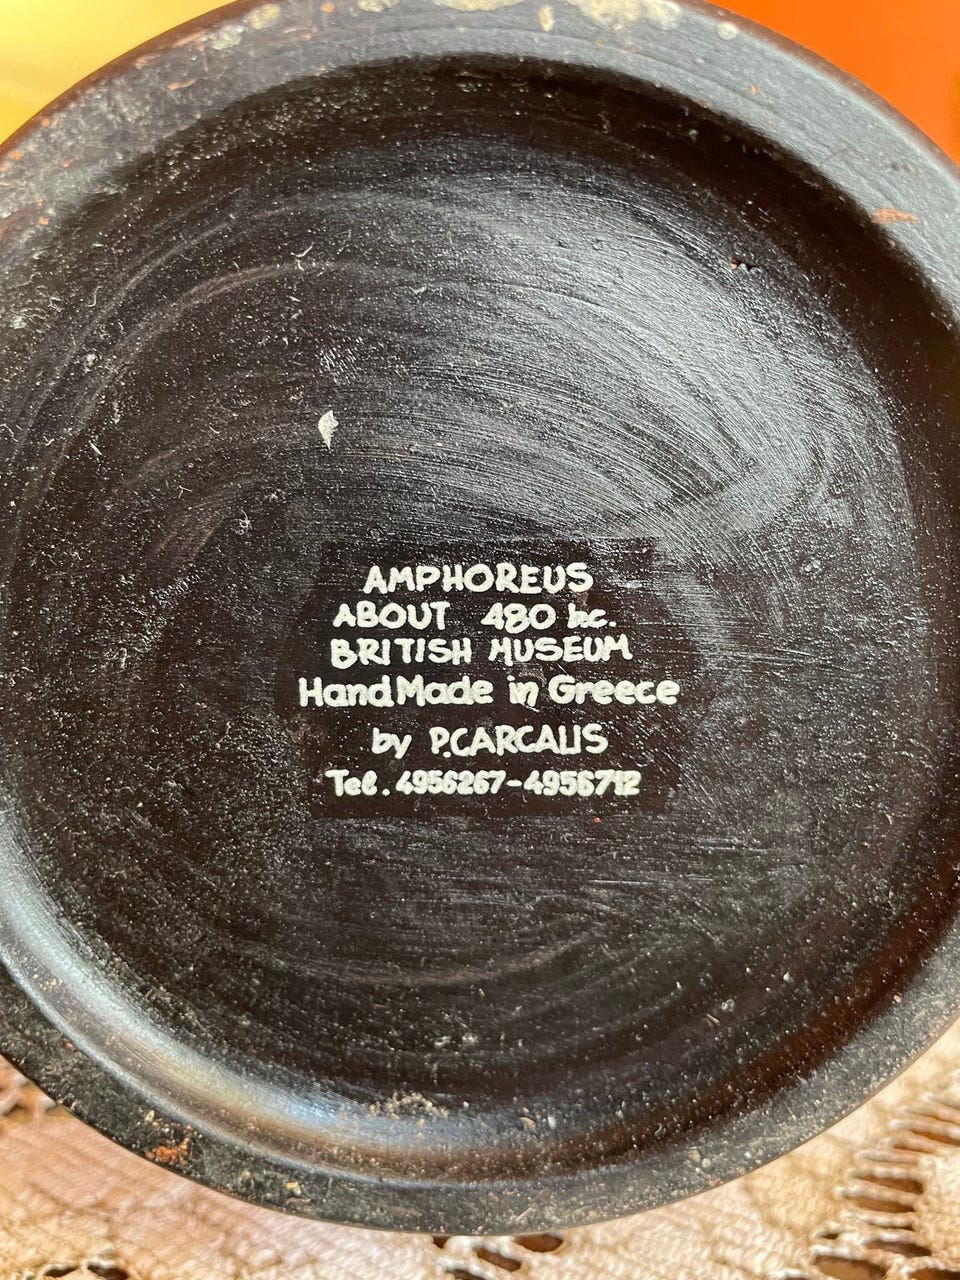 AMPHOREUS
ABOUT 480 bc.
BRITISH MUSEUM
HandMade in Greece
by P.CARCALIS
Tel. 4956267-4956712